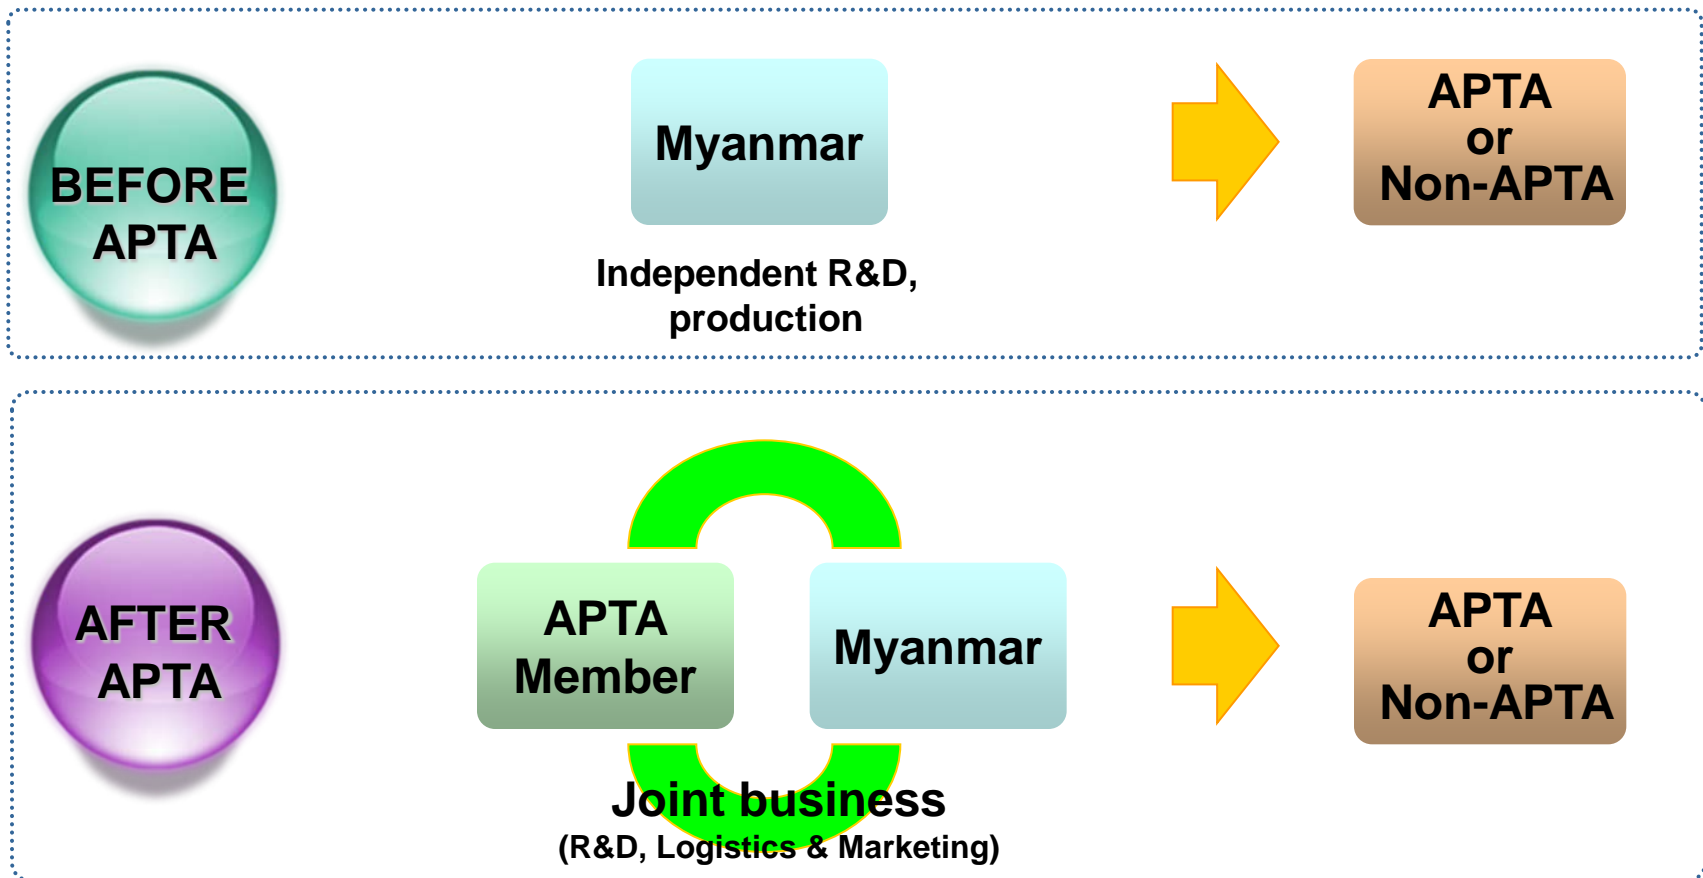 BEFORE
APTA
Myanmar
Independent R&D,
production
APTA
or
Non-APTA
AFTER
APTA
APTA
Member
Myanmar
Joint business
(R&D, Logistics & Marketing)
APTA
or
Non-APTA